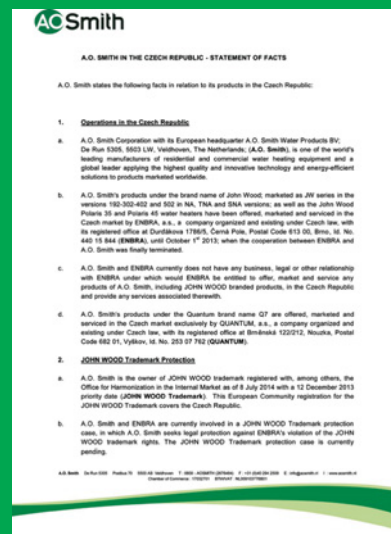 AOSmith
A.O. SMITH IN THE CZECH REPUBLIC - STATEMENT OF FACTS
A.O. Smith states the following facts in relation to its products in the Czech Republic:
1. Operations in the Czech Republic
a. A.O. Smith Corporation with its European headquarter A.O. Smith Water Products BV;
De Run 5305, 5503 LW, Veldhoven, The Netherlands; (A.O. Smith), is one of the world's
leading manufacturers of residential and commercial water heating equipment and a
global leader applying the highest quality and innovative technology and energy-efficient
solutions to products marketed worldwide.
b. A.O. Smith's products under the brand name of John Wood; marketed as JW series in the
versions 192-302-402 and 502 in NA, TNA and SNA versions; as well as the John Wood
Polaris 35 and Polaris 45 water heaters have been offered, marketed and serviced in the
Czech market by ENBRA, a.s., a company organized and existing under Czech law, with
its registered office at Durďákova 1786/5, Černá Pole, Postal Code 613 00, Brno, Id. No.
440 15 844 (ENBRA), until October 1st 2013; when the cooperation between ENBRA and
A.O. Smith was finally terminated.
c. A.O. Smith and ENBRA currently does not have any business, legal or other relationship
with ENBRA under which would ENBRA be entitled to offer, market and service any
products of A.O. Smith, including JOHN WOOD branded products, in the Czech Republic
and provide any services associated therewith.
d. A.O. Smith's products under the Quantum brand name Q7 are offered, marketed and
serviced in the Czech market exclusively by QUANTUM, a.s., a company organized and
existing under Czech law, with its registered office at Brněnská 122/212, Nouzka, Postal
Code 682 01, Vyškov, Id. No. 253 07 762 (QUANTUM).
2. JOHN WOOD Trademark Protection
a. A.O. Smith is the owner of JOHN WOOD trademark registered with, among others, the
Office for Harmonization in the Internal Market as of 8 July 2014 with a 12 December 2013
priority date (JOHN WOOD Trademark). This European Community registration for the
JOHN WOOD Trademark covers the Czech Republic.
b. A.O. Smith and ENBRA are currently involved in a JOHN WOOD Trademark protection
case, in which A.O. Smith seeks legal protection against ENBRA's violation of the JOHN
WOOD trademark rights. The JOHN WOOD Trademark protection case is currently
pending.
A.O. Smith De Run 5305 Postbus 70 5500 AB Veldhoven